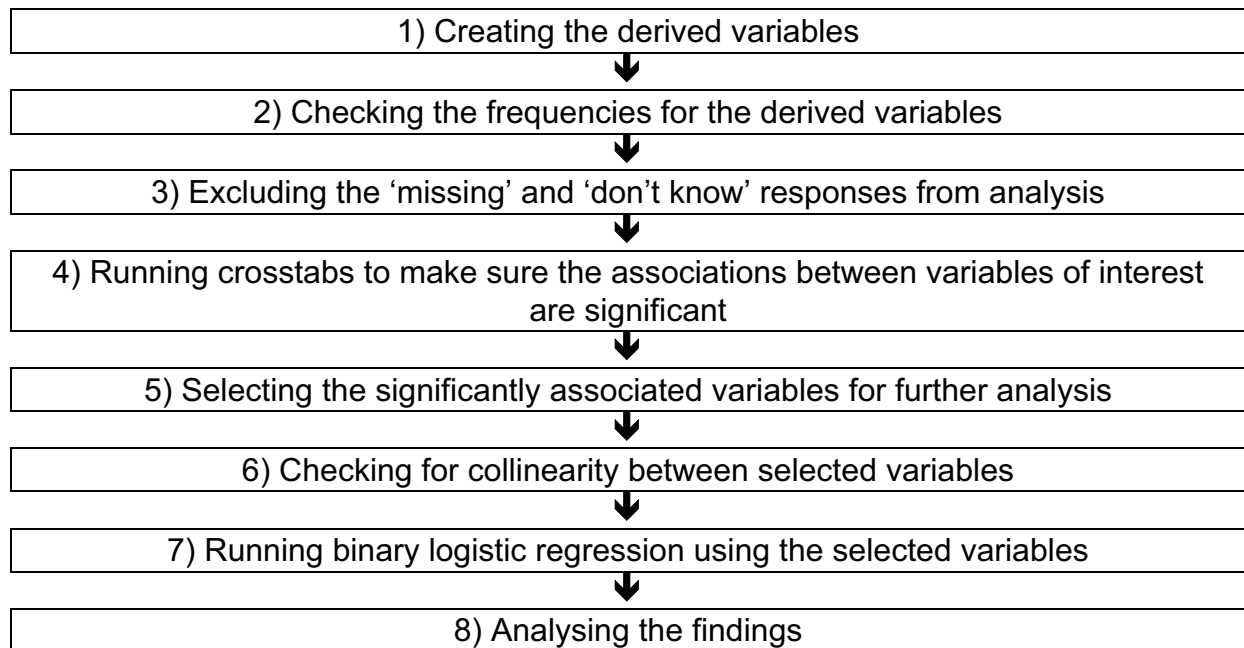 1) Creating the derived variables
2) Checking the frequencies for the derived variables
3) Excluding the ‘missing’ and ‘don’t know’ responses from analysis
4) Running crosstabs to make sure the associations between variables of interest
are significant
5) Selecting the significantly associated variables for further analysis
6) Checking for collinearity between selected variables
7) Running binary logistic regression using the selected variables
8) Analysing the findings